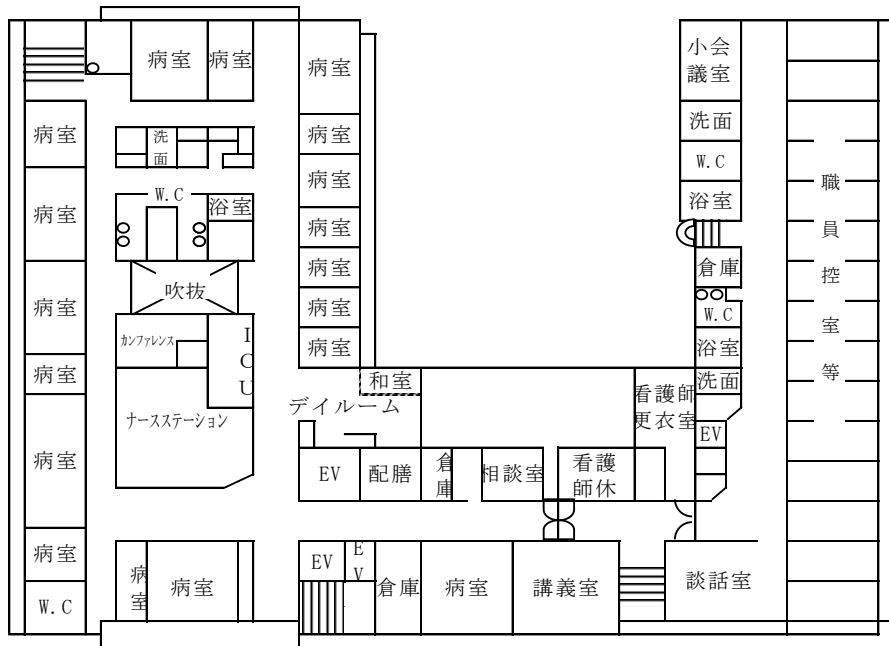 病室
病室
病室
小会
議室
病室
洗面
病室
洗面
W.C
病室
W.C
浴室
病室
浴室
職員控室等
病室
病室
倉庫
吹抜
病室
病室
W.C
カンファレンス
ICU
病室
浴室
病室
和室
看護師
更衣室
洗面
デイルーム
ナースステーション
EV
病室
EV
配膳
倉庫
相談室
看護
師休
病室
EV
EV
病室
病室
倉庫
病室
講義室
談話室
W.C